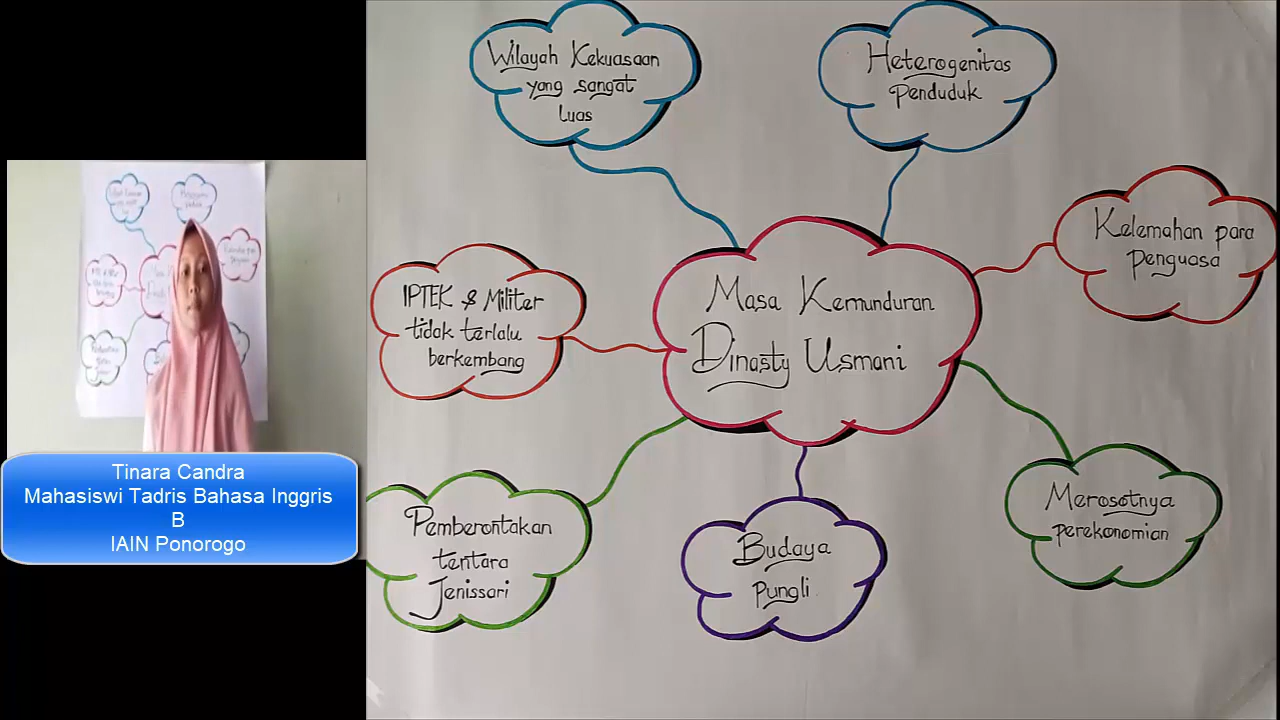 Wilayah Kekuasaan
yang sangat
luas
Heterogenitas
Penduduk
Kelemahan para
penguasa
IPTEK & Militer
tidak terlalu
berkembang
Masa Kemunduran
Dinasty Usmani
Pemberontakan
tentara
Jenissari
Budaya
Pungli
Merosotnya
perekonomian
Tinara Candra
Mahasiswi Tadris Bahasa Inggris
B
IAIN Ponorogo